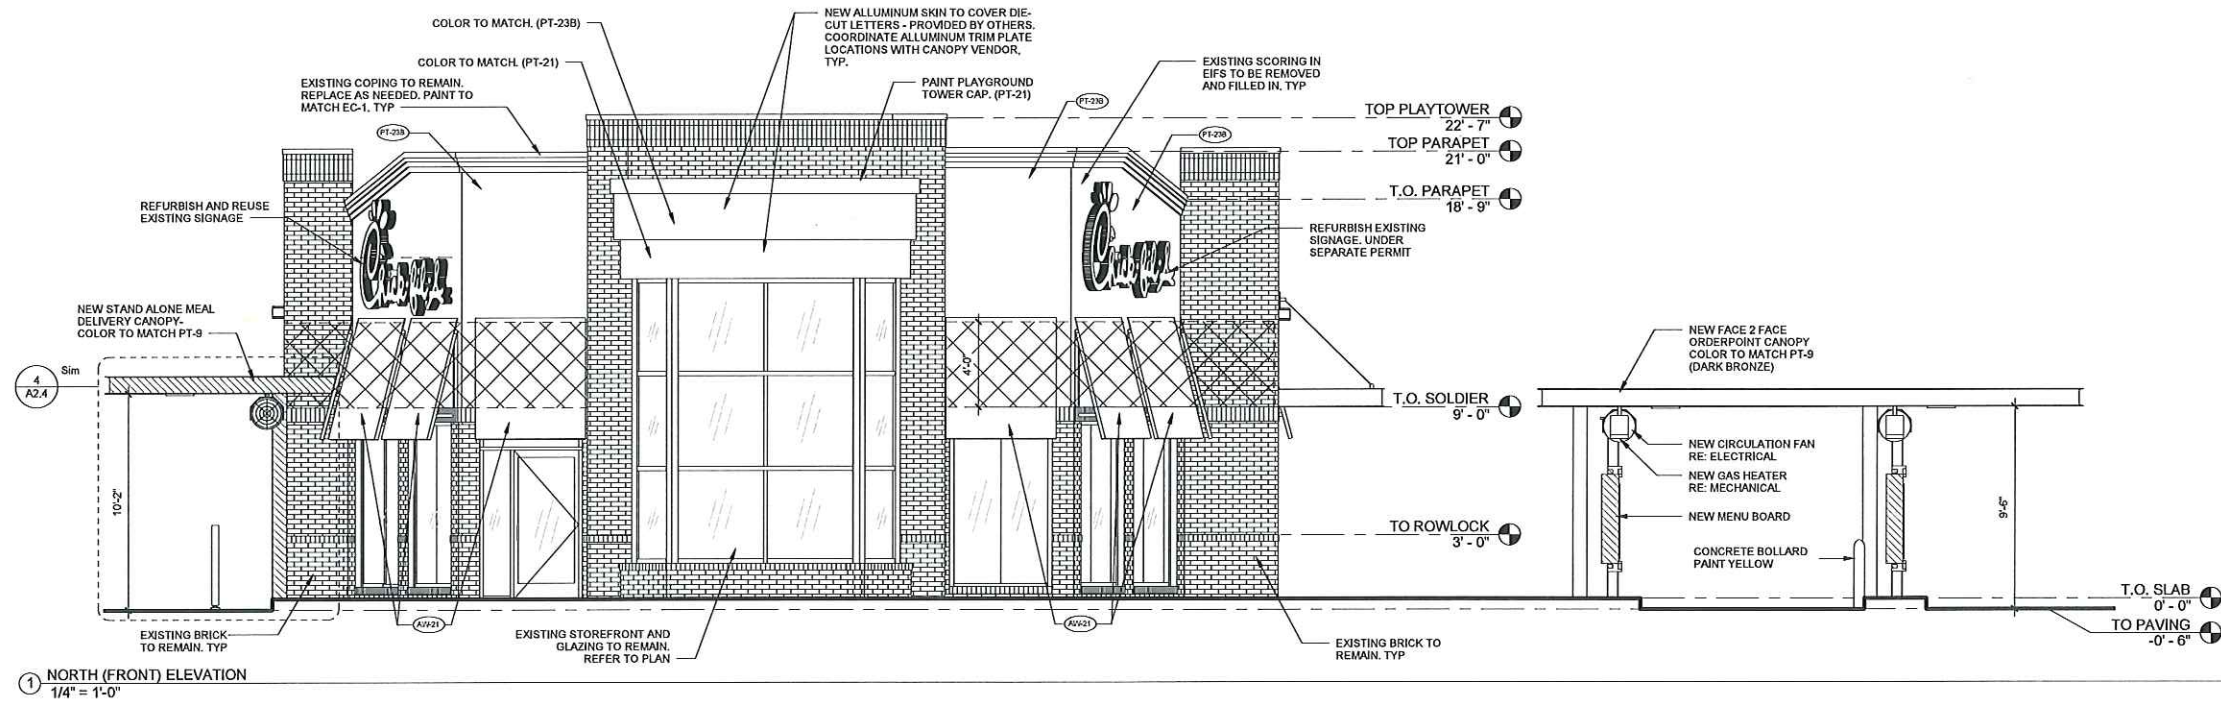 COLOR TO MATCH. (PT-23B)
COLOR TO MATCH. (PT-21)
EXISTING COPING TO REMAIN.
REPLACE AS NEEDED. PAINT TO
MATCH EC-1. TYP
NEW ALLUMINUM SKIN TO COVER DIE-
CUT LETTERS - PROVIDED BY OTHERS.
COORDINATE ALLUMINUM TRIM PLATE
LOCATIONS WITH CANOPY VENDOR,
TYP.
PAINT PLAYGROUND
TOWER CAP. (PT-21)
EXISTING SCORING IN
EIFS TO BE REMOVED
AND FILLED IN. TYP
PT-23B
PT-23B
PT-23B
TOP PLAYTOWER
22' - 7"
TOP PARAPET
21' - 0"
T.O. PARAPET
18' - 9"
REFURBISH AND REUSE
EXISTING SIGNAGE
REFURBISH EXISTING
SIGNAGE. UNDER
SEPARATE PERMIT
Chick-fil-A
Chick-fil-A
NEW STAND ALONE MEAL
DELIVERY CANOPY-
COLOR TO MATCH PT-9
4
A2.4
Sim
4'-0"
NEW FACE 2 FACE
ORDERPOINT CANOPY
COLOR TO MATCH PT-9
(DARK BRONZE)
T.O. SOLDIER
9' - 0"
NEW CIRCULATION FAN
RE: ELECTRICAL
NEW GAS HEATER
RE: MECHANICAL
NEW MENU BOARD
10'-2"
9'-6"
TO ROWLOCK
3' - 0"
CONCRETE BOLLARD
PAINT YELLOW
T.O. SLAB
0' - 0"
TO PAVING
-0' - 6"
EXISTING BRICK
TO REMAIN. TYP
AW-21
EXISTING STOREFRONT AND
GLAZING TO REMAIN.
REFER TO PLAN
AW-21
EXISTING BRICK TO
REMAIN. TYP
1
NORTH (FRONT) ELEVATION
1/4" = 1'-0"